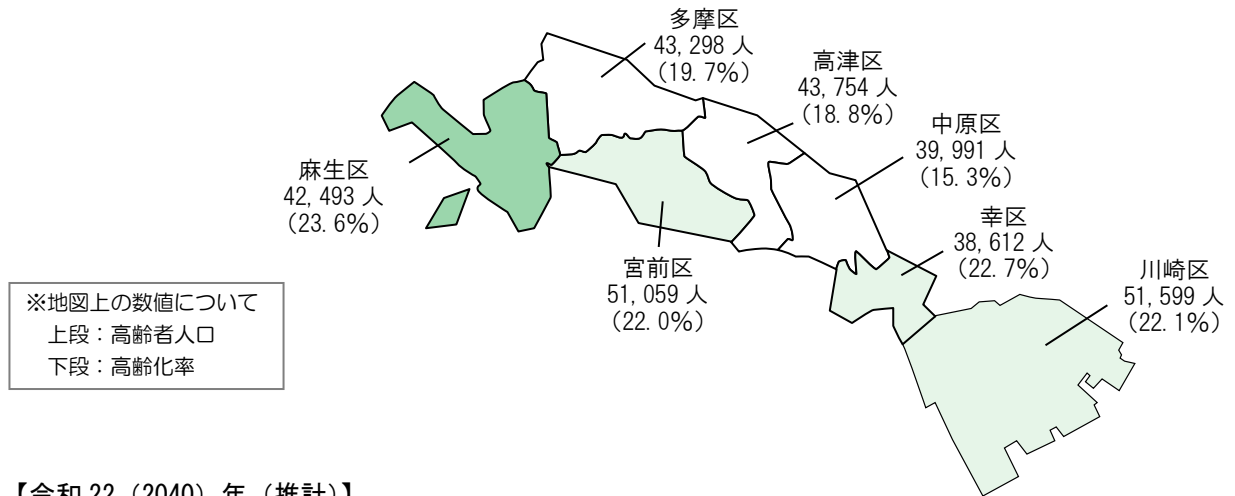 多摩区
43,298 人
(19.7%)
高津区
43,754 人
(18.8%)
中原区
39,991 人
(15.3%)
幸区
38,612 人
(22.7%)
川崎区
51,599 人
(22.1%)
麻生区
42,493 人
(23.6%)
宮前区
51,059 人
(22.0%)
※地図上の数値について
上段：高齢者人口
下段：高齢化率
【令和 22（2040）年（推計）】